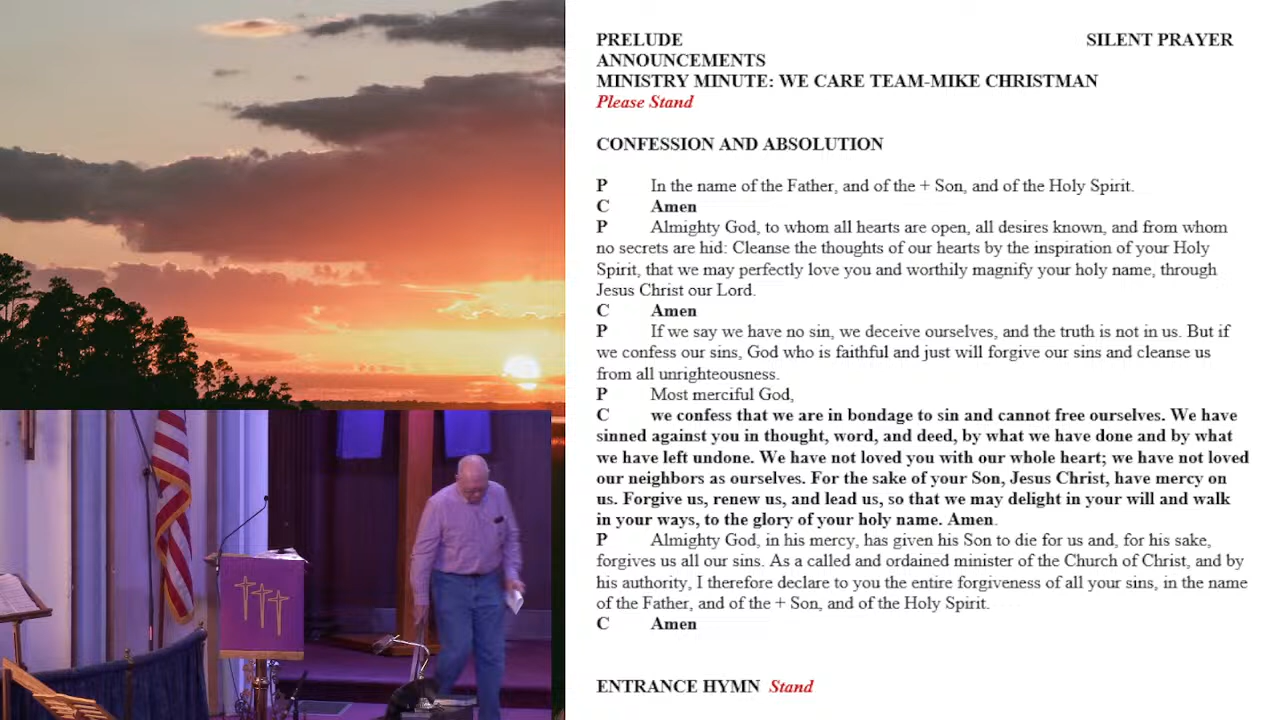 PRELUDE SILENT PRAYER
ANNOUNCEMENTS
MINISTRY MINUTE: WE CARE TEAM-MIKE CHRISTMAN
Please Stand
CONFESSION AND ABSOLUTION
P In the name of the Father, and of the + Son, and of the Holy Spirit.
C Amen
P Almighty God, to whom all hearts are open, all desires known, and from whom
no secrets are hid: Cleanse the thoughts of our hearts by the inspiration of your Holy
Spirit, that we may perfectly love you and worthily magnify your holy name, through
Jesus Christ our Lord.
C Amen
P If we say we have no sin, we deceive ourselves, and the truth is not in us. But if
we confess our sins, God who is faithful and just will forgive our sins and cleanse us
from all unrighteousness.
P Most merciful God,
C we confess that we are in bondage to sin and cannot free ourselves. We have
sinned against you in thought, word, and deed, by what we have done and by what
we have left undone. We have not loved you with our whole heart; we have not loved
our neighbors as ourselves. For the sake of your Son, Jesus Christ, have mercy on
us. Forgive us, renew us, and lead us, so that we may delight in your will and walk
in your ways, to the glory of your holy name. Amen.
P Almighty God, in his mercy, has given his Son to die for us and, for his sake,
forgives us all our sins. As a called and ordained minister of the Church of Christ, and by
his authority, I therefore declare to you the entire forgiveness of all your sins, in the name
of the Father, and of the + Son, and of the Holy Spirit.
C Amen
ENTRANCE HYMN Stand